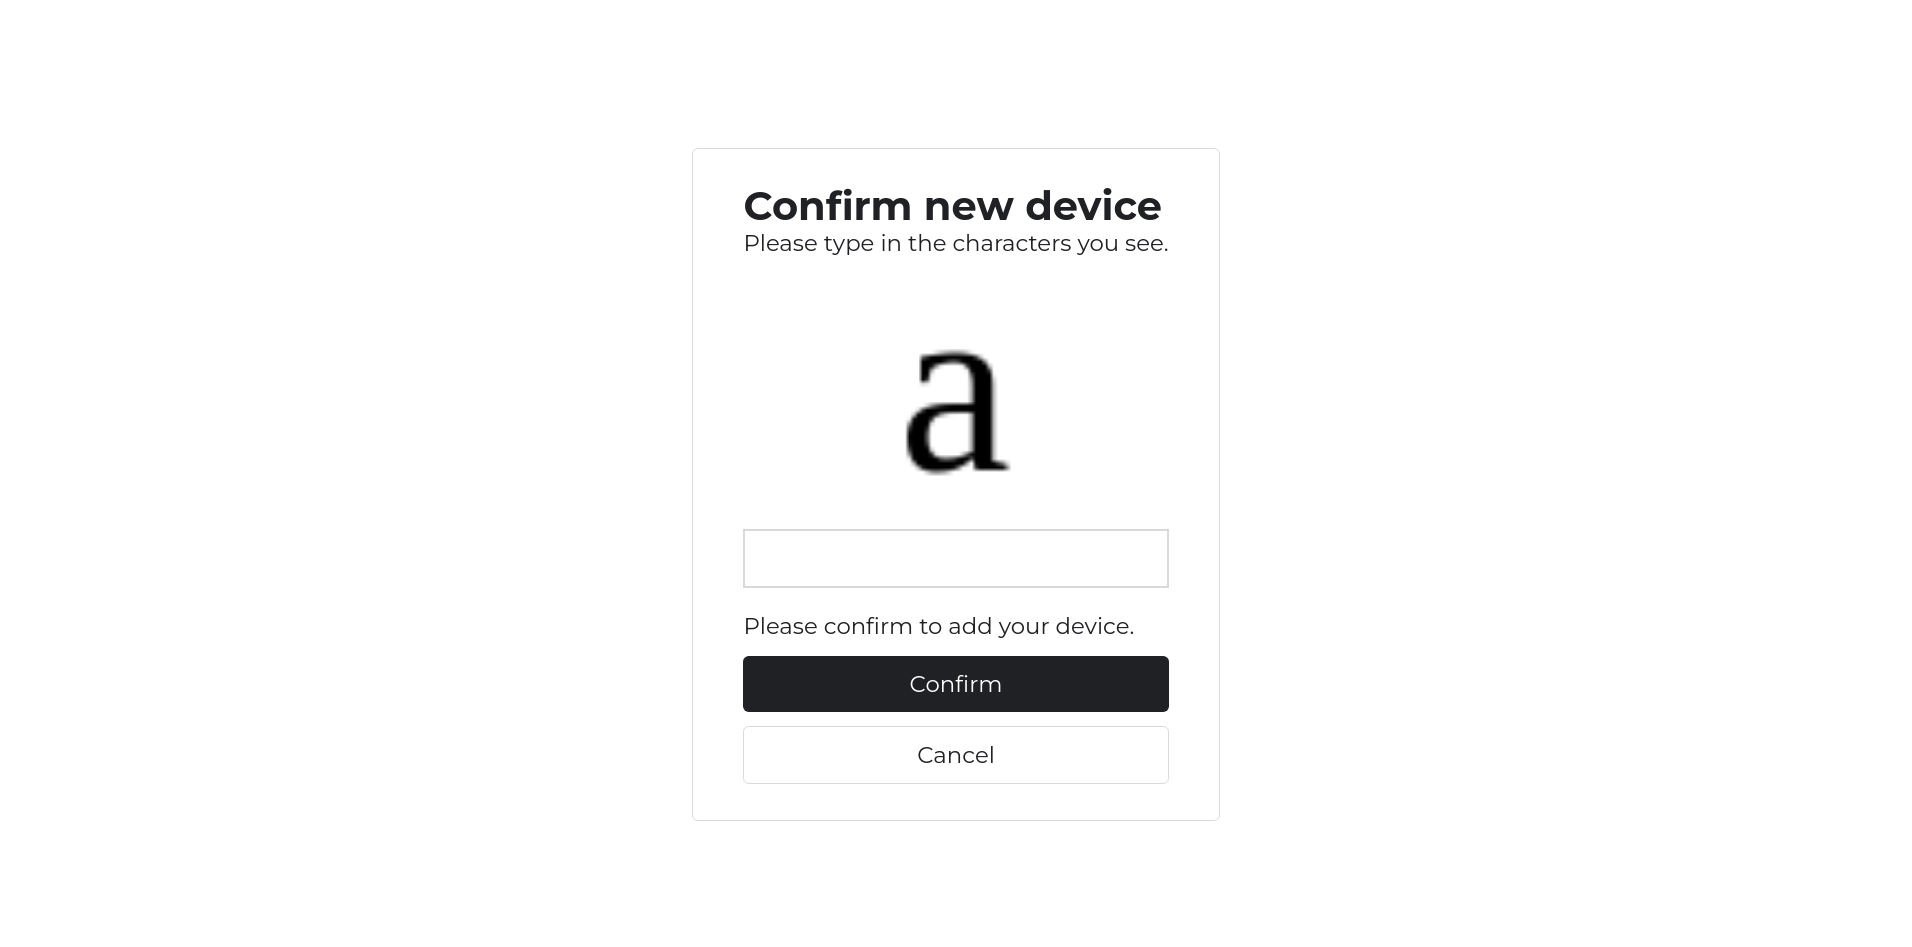 Confirm new device
Please type in the characters you see.
a
Please confirm to add your device.
Confirm
Cancel